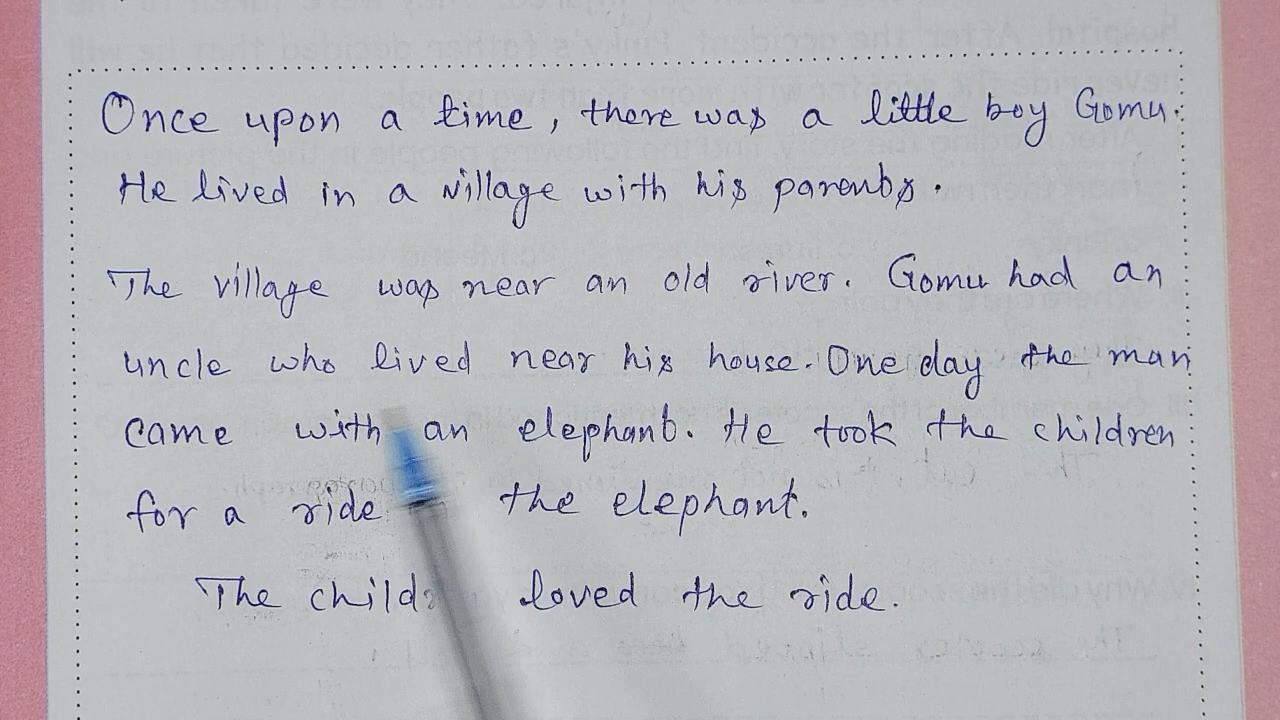 Once upon a time, there was a little boy Gomu.
He lived in a village with his parents.
The village was near an old river. Gomu had an
uncle who lived near his house. One day the man
came with an elephant. He took the children
for a ride the elephant.
The loved the ride.